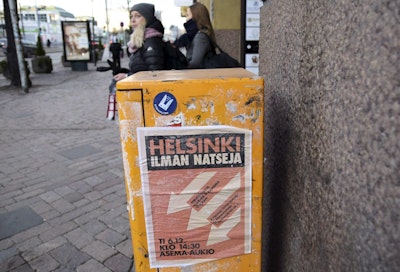 HELSINKI
ILMAN NATSEJA
TI 6.12.
KLO 14:30
ASEMA-AUKIO